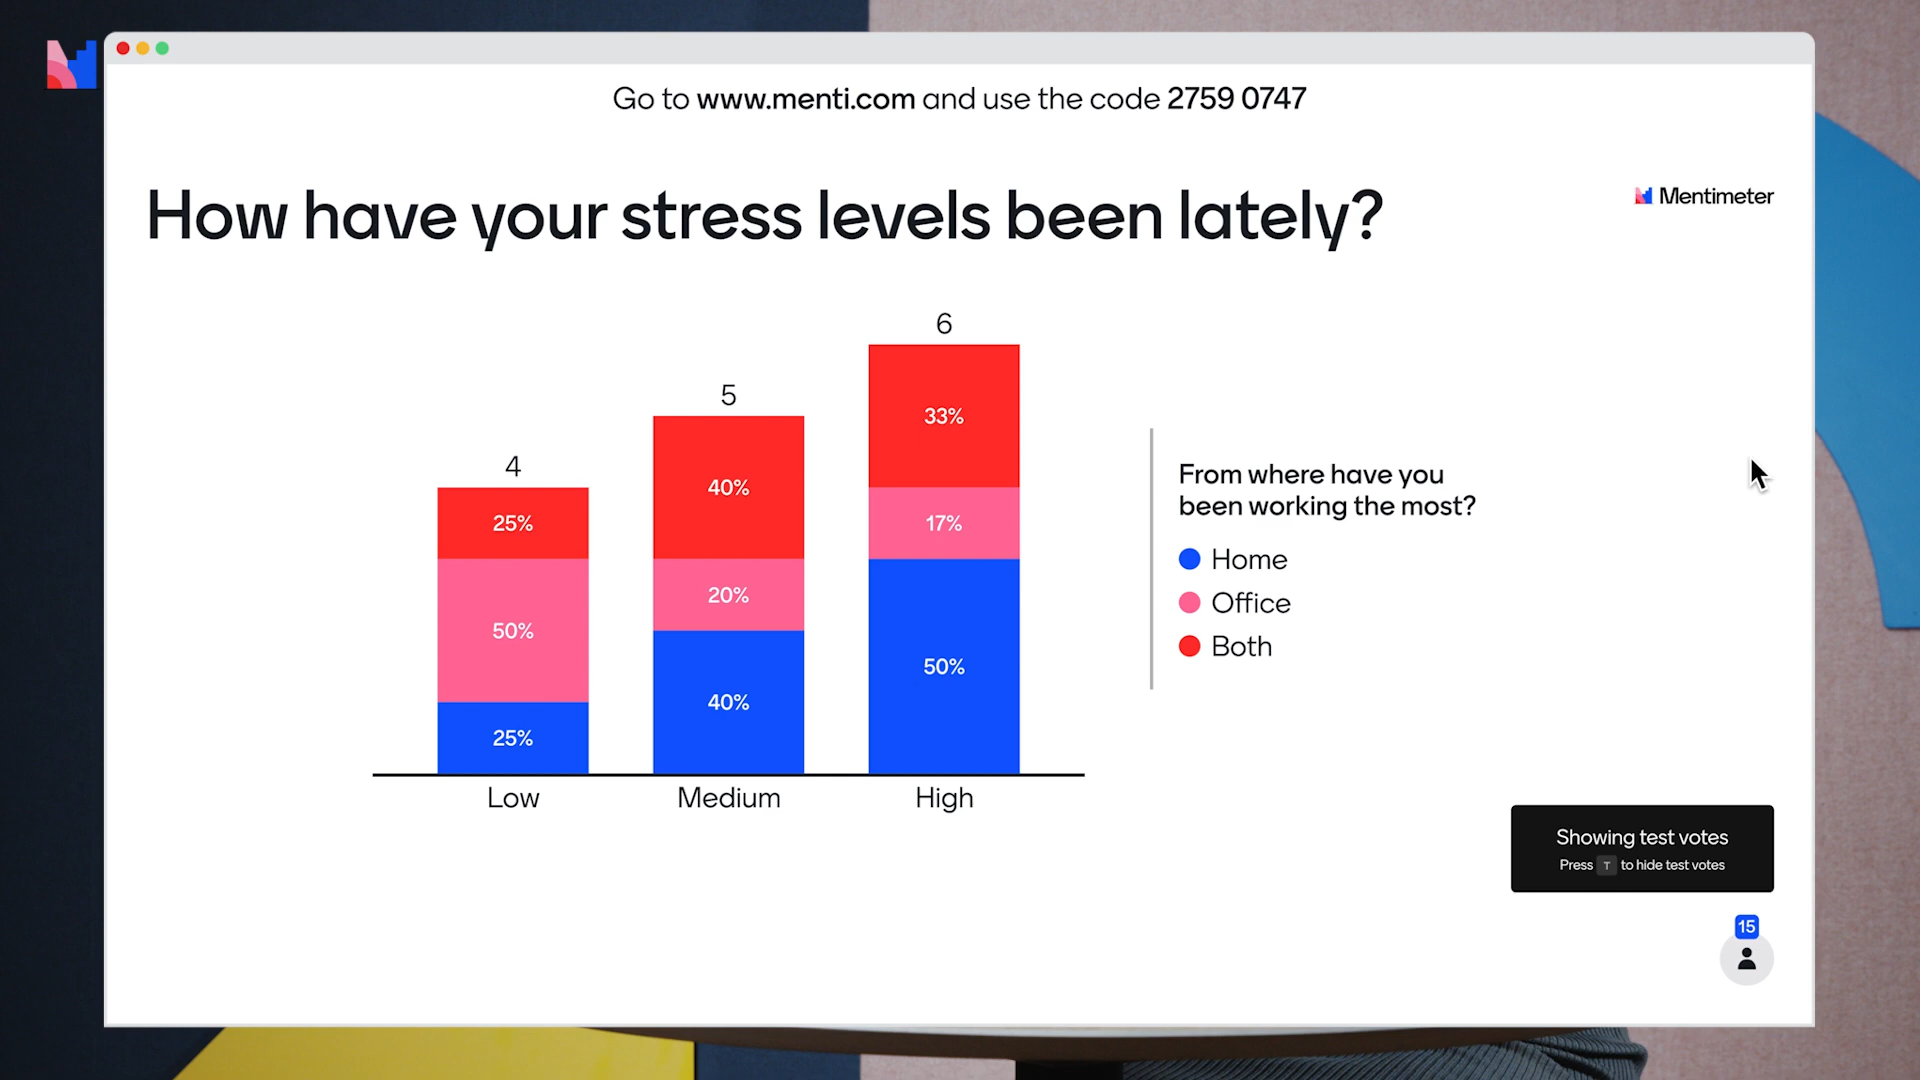 Go to www.menti.com and use the code 2759 0747
How have your stress levels been lately?
Mentimeter
6
5
4
33%
40%
25%
17%
20%
50%
50%
40%
25%
Low
Medium
High
From where have you
been working the most?
Home
Office
Both
Showing test votes
Press T to hide test votes
15